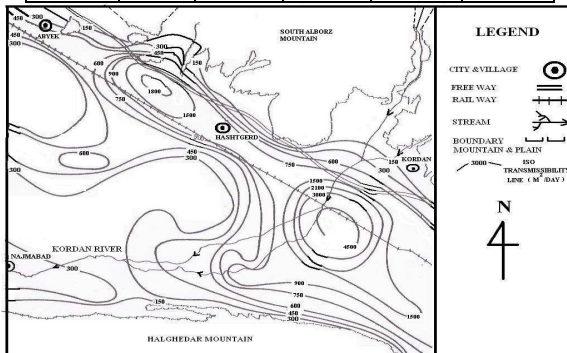 450
300
450
150
ABYEK
450
300
300
450
150
SOUTH ALBORZ
MOUNTAIN
600
900
750
1800
1500
HASHTGERD
600
450
300
750
600
150
300
KORDAN
1500
2100
3000
4500
KORDAN RIVER
NAJMABAD
300
150
900
750
600
450
300
1500
HALGHEDAR MOUNTAIN
LEGEND
CITY &VILLAGE
FREE WAY
RAIL WAY
STREAM
BOUNDARY
MOUNTAIN & PLAIN
3000 ISO
TRANSMISSIBILITY
LINE ( M² /DAY )
N